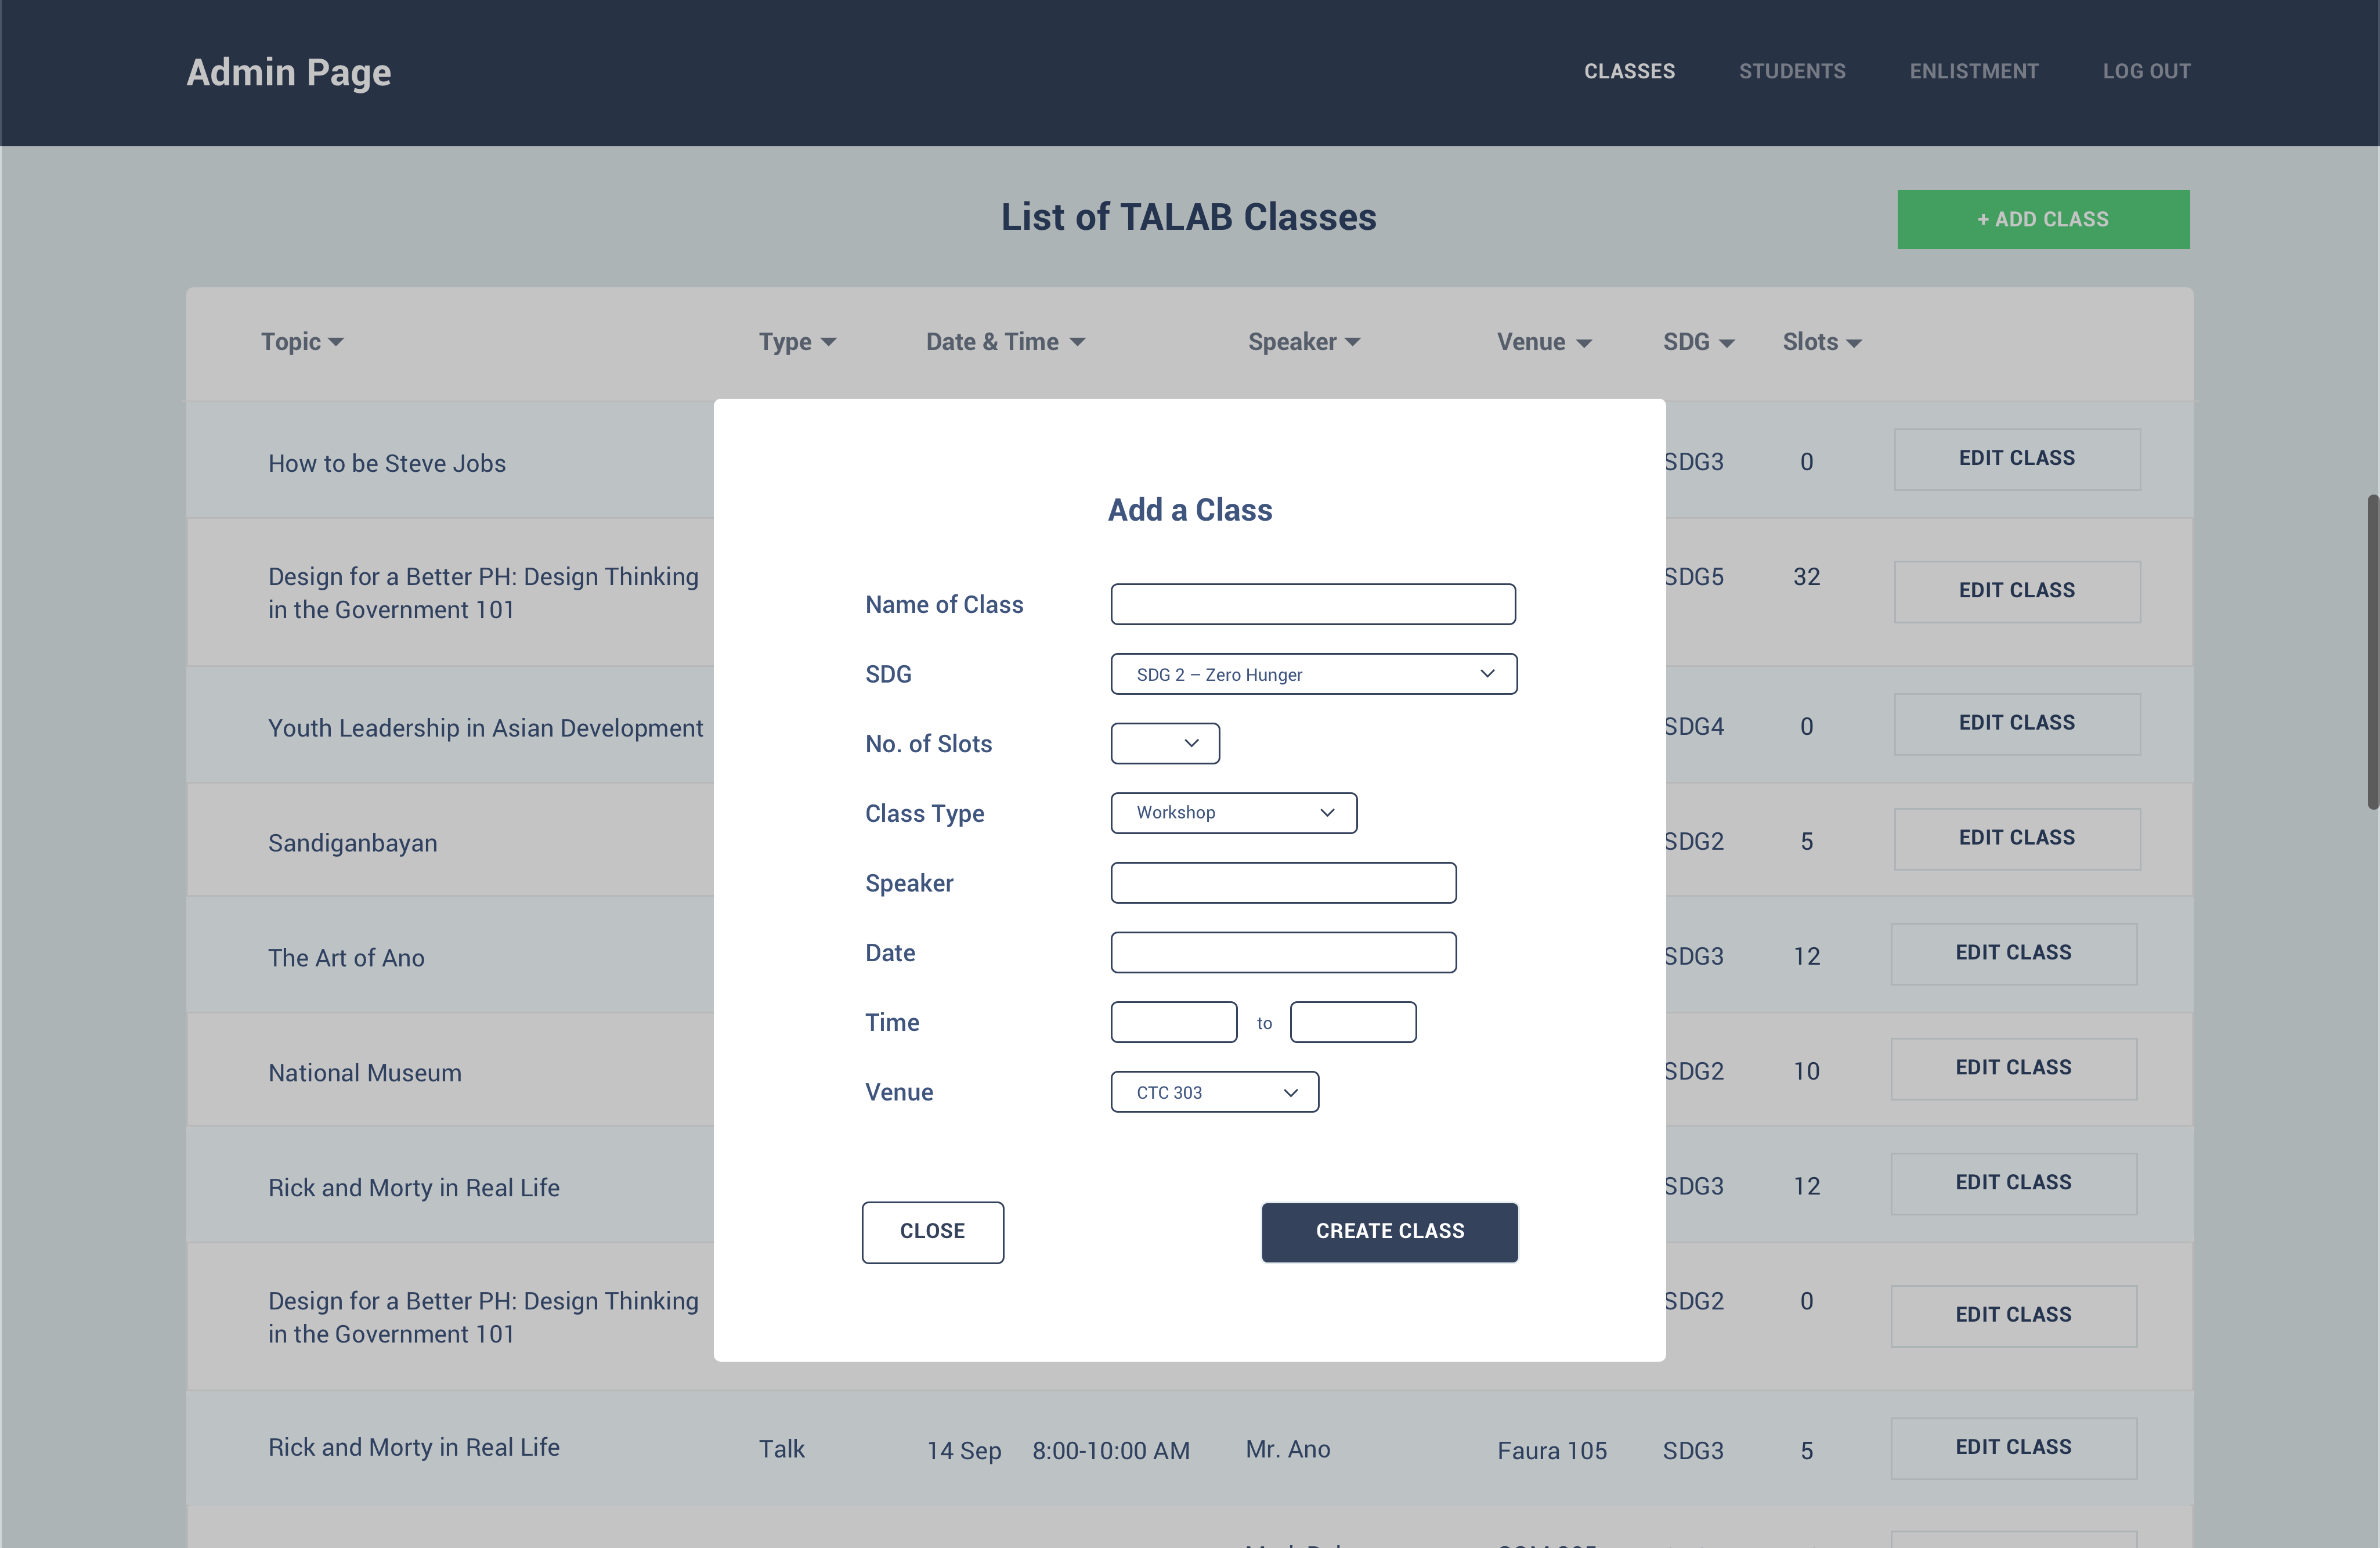 Admin Page
CLASSES STUDENTS ENLISTMENT LOG OUT
List of TALAB Classes
+ ADD CLASS
Topic Type Date & Time Speaker Venue SDG Slots
How to be Steve Jobs
SDG3 0 EDIT CLASS
Design for a Better PH: Design Thinking
in the Government 101
SDG5 32 EDIT CLASS
Youth Leadership in Asian Development
SDG4 0 EDIT CLASS
Sandiganbayan
SDG2 5 EDIT CLASS
The Art of Ano
SDG3 12 EDIT CLASS
National Museum
SDG2 10 EDIT CLASS
Rick and Morty in Real Life
SDG3 12 EDIT CLASS
Design for a Better PH: Design Thinking
in the Government 101
SDG2 0 EDIT CLASS
Rick and Morty in Real Life Talk 14 Sep 8:00-10:00 AM Mr. Ano Faura 105 SDG3 5 EDIT CLASS
Add a Class
Name of Class
SDG SDG 2 – Zero Hunger
No. of Slots
Class Type Workshop
Speaker
Date
Time to
Venue CTC 303
CLOSE CREATE CLASS